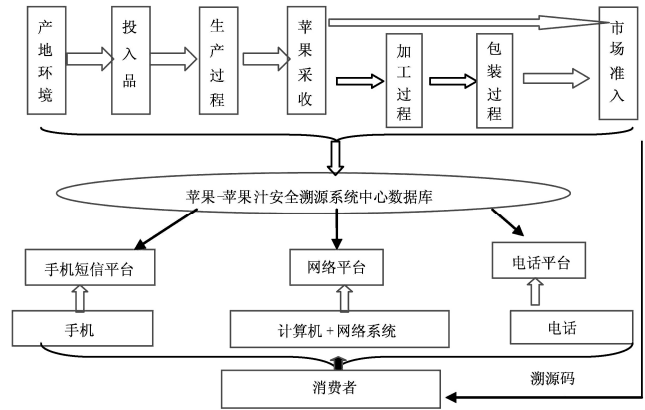 产地环境
投入品
生产过程
苹果采收
加工过程
包装过程
市场准入
苹果-苹果汁安全溯源系统中心数据库
手机短信平台
网络平台
电话平台
手机
计算机+网络系统
电话
消费者
溯源码